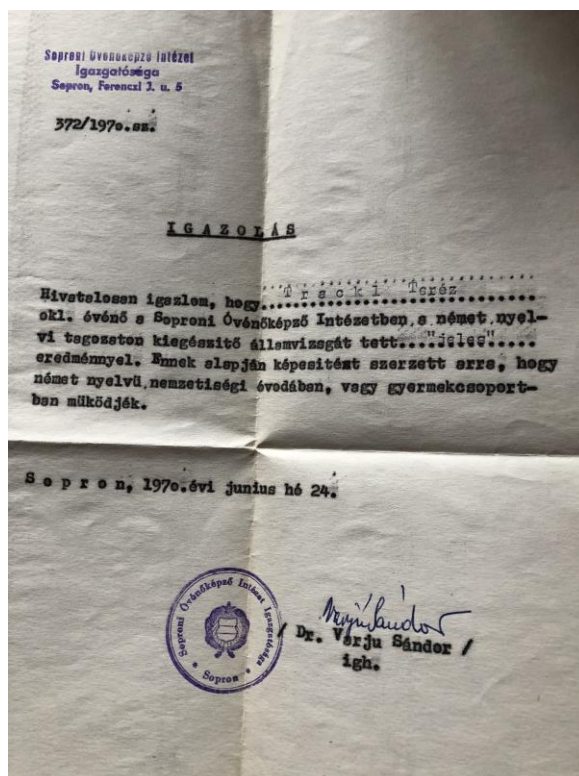 Soproni Óvónőképző Intézet
Igazgatósága
Sopron, Ferenczi J. u. 5
372/1970.sz.
IGAZOLÁS
Hivatalosan igazlom, hogy....Trsoki Teréz....
okl. óvónő a Soproni Óvónőképző Intézetben,a német nyel-
vi tagozaton kiegészitő államvizsgát tett..."jeles".....
eredménnyel. Ennek alapján képesitést szerzett arra, hogy
német nyelvü,nemzetiségi óvodában, vagy gyermekcsoport-
ban müködjék.
Sopron, 1970.évi junius hó 24.
Soproni Óvónőképző Intézet Igazgatósága
Sopron
Varjú Sándor
/ Dr. Varju Sándor /
igh.